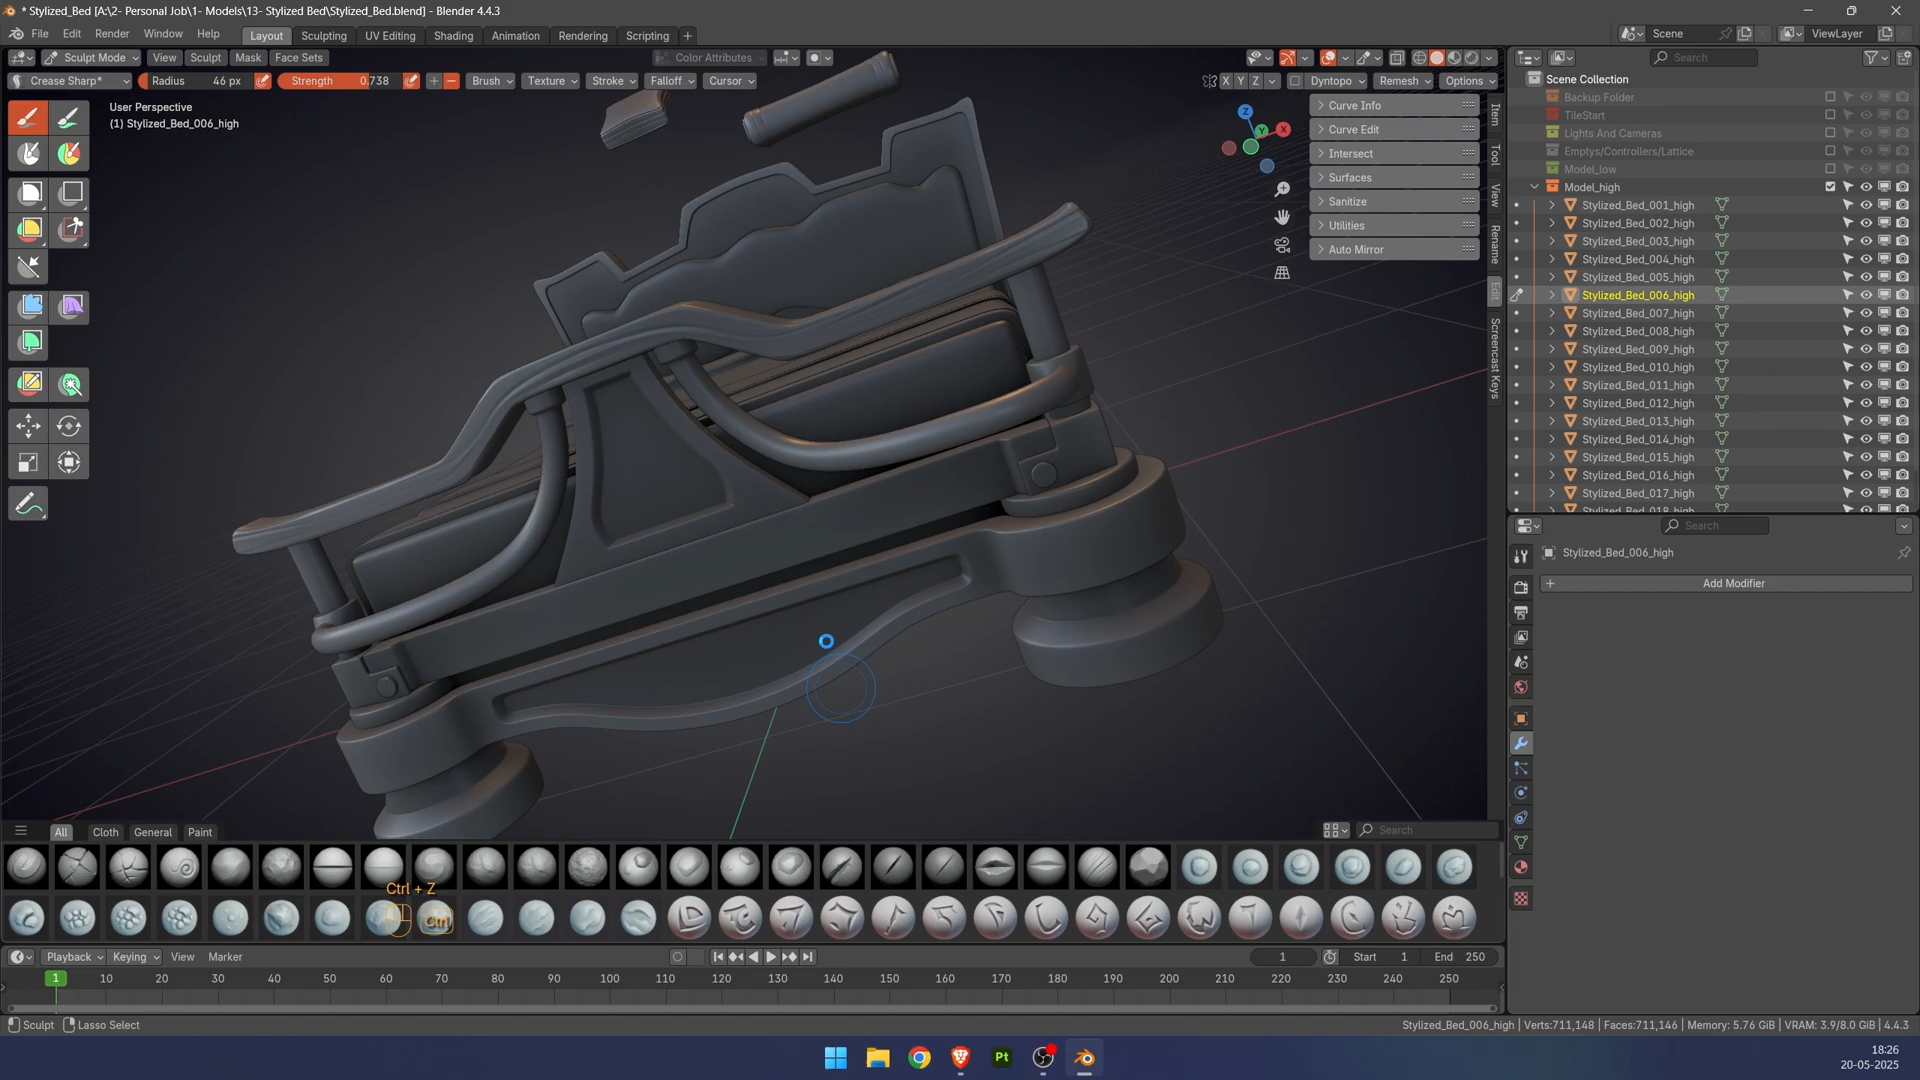 * Stylized_Bed [A:\2- Personal Job\1- Models\13- Stylized Bed\Stylized_Bed.blend] - Blender 4.4.3
File Edit Render Window Help Layout Sculpting UV Editing Shading Animation Rendering Scripting + Scene ViewLayer
Sculpt Mode View Sculpt Mask Face Sets Color Attributes Search
Crease Sharp* Radius 46 px Strength 0.738 Brush Texture Stroke Falloff Cursor X Y Z Dyntopo Remesh Options
User Perspective
(1) Stylized_Bed_006_high
Z
X
Y
Curve Info
Curve Edit
Intersect
Surfaces
Sanitize
Utilities
Auto Mirror
Item
Tool
View
Rename
Edit
Screencast Keys
Scene Collection
Backup Folder
TileStart
Lights And Cameras
Emptys/Controllers/Lattice
Model_low
Model_high
Stylized_Bed_001_high
Stylized_Bed_002_high
Stylized_Bed_003_high
Stylized_Bed_004_high
Stylized_Bed_005_high
Stylized_Bed_006_high
Stylized_Bed_007_high
Stylized_Bed_008_high
Stylized_Bed_009_high
Stylized_Bed_010_high
Stylized_Bed_011_high
Stylized_Bed_012_high
Stylized_Bed_013_high
Stylized_Bed_014_high
Stylized_Bed_015_high
Stylized_Bed_016_high
Stylized_Bed_017_high
Stylized_Bed_018_high
Search
Stylized_Bed_006_high
+ Add Modifier
All Cloth General Paint Search
Ctrl + Z
Ctrl
Playback Keying View Marker 1 Start 1 End 250
1 10 20 30 40 50 60 70 80 90 100 110 120 130 140 150 160 170 180 190 200 210 220 230 240 250
Sculpt Lasso Select Stylized_Bed_006_high | Verts:711,148 | Faces:711,146 | Memory: 5.76 GiB | VRAM: 3.9/8.0 GiB | 4.4.3
Pt
18:26
20-05-2025